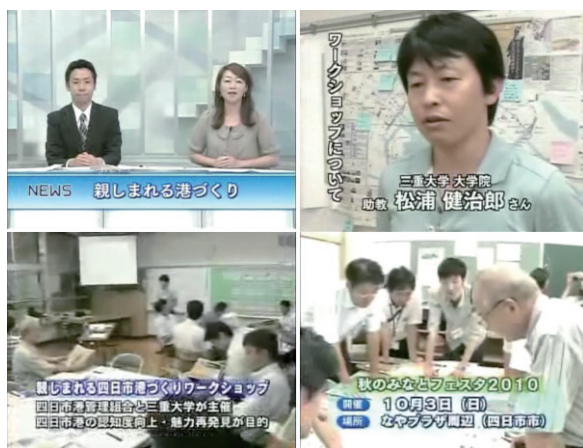 NEWS 親しまれる港づくり
ワークショップについて
三重大学 大学院
助教 松浦 健治郎 さん
親しまれる四日市港づくりワークショップ
四日市港管理組合と三重大学が主催
四日市港の認知度向上・魅力再発見が目的
秋のみなとフェスタ2010
開催 10月3日（日）
場所 なやプラザ周辺（四日市市）